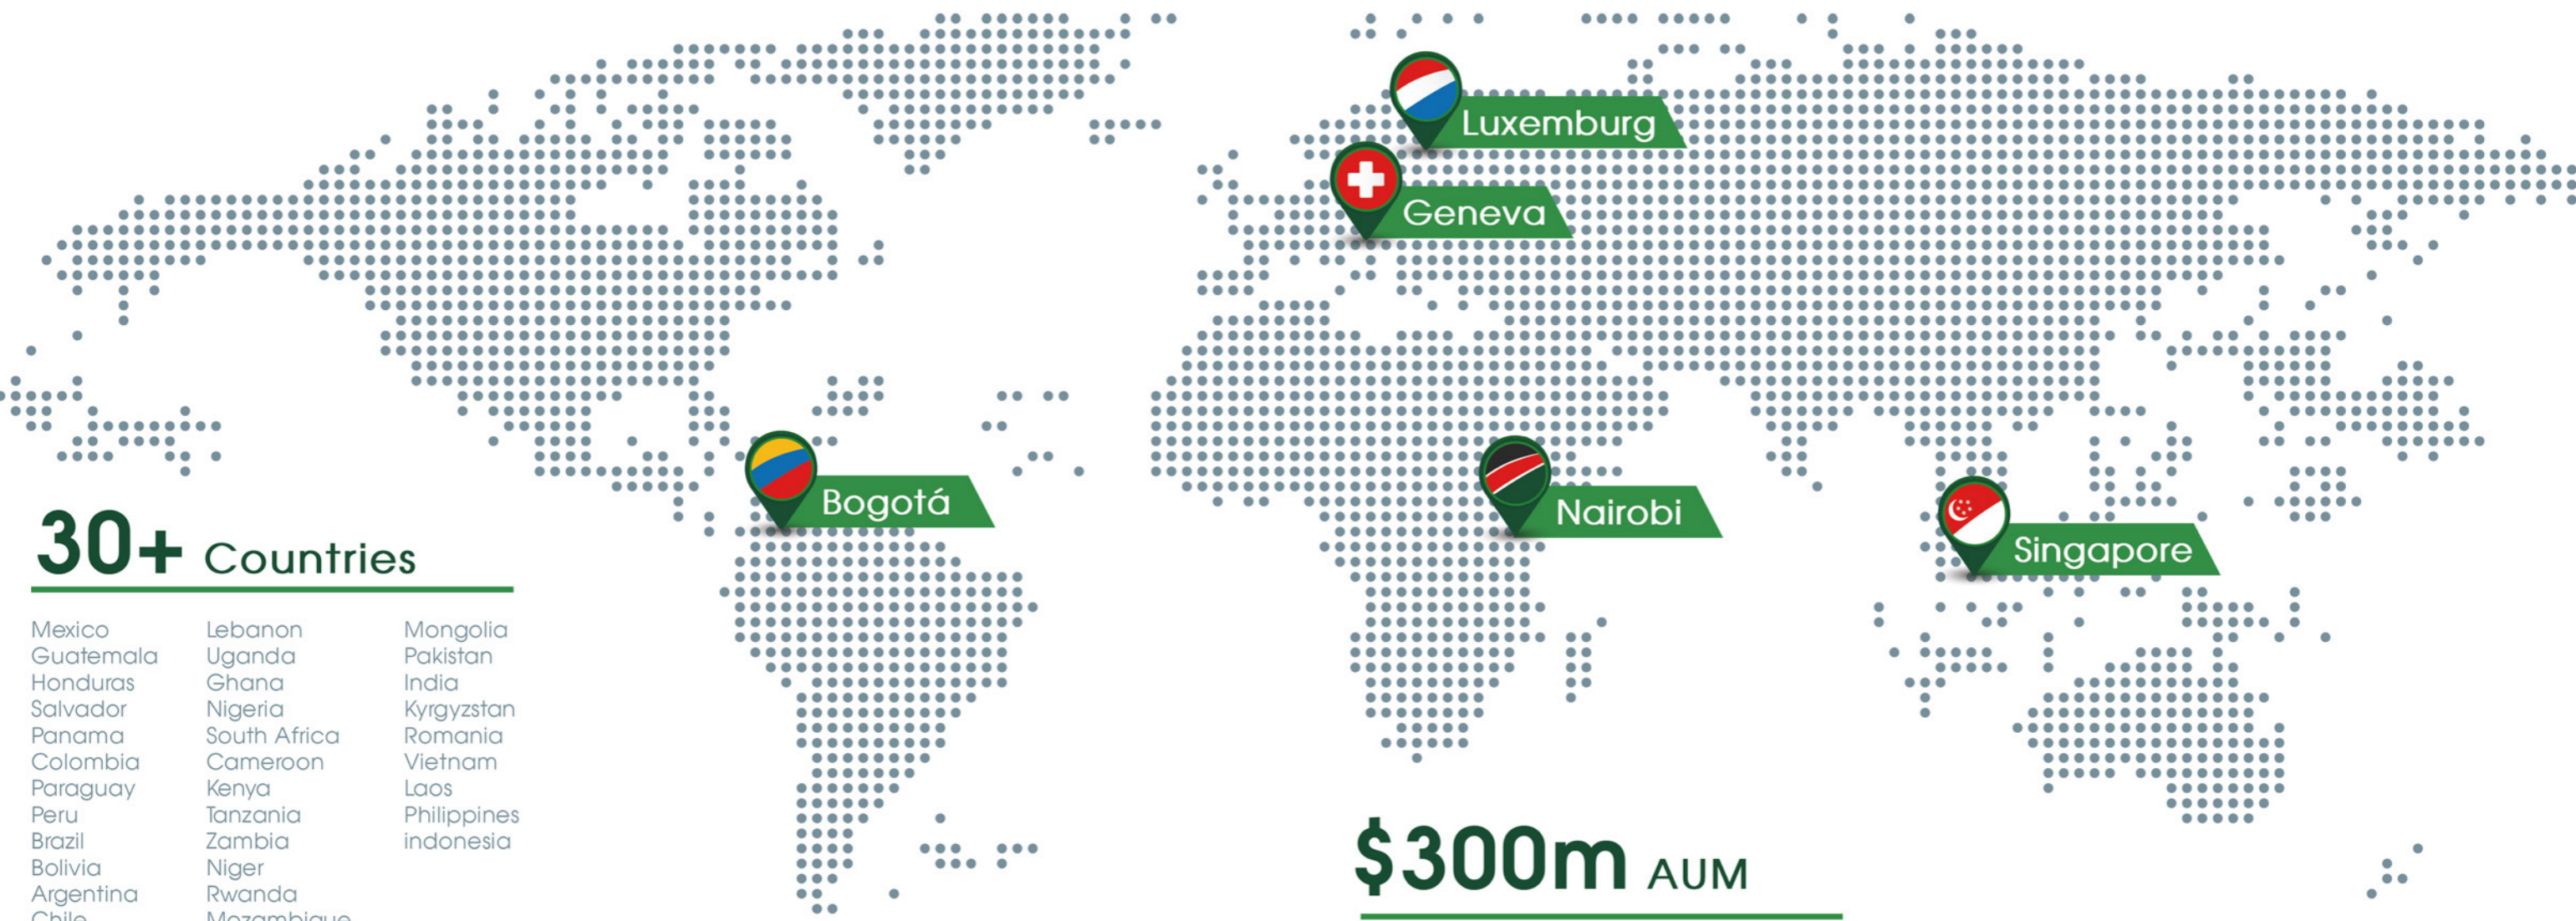 Luxemburg
Geneva
Bogotá
Nairobi
Singapore
30+ Countries
Mexico
Guatemala
Honduras
Salvador
Panama
Colombia
Paraguay
Peru
Brazil
Bolivia
Argentina
Chile
Lebanon
Uganda
Ghana
Nigeria
South Africa
Cameroon
Kenya
Tanzania
Zambia
Niger
Rwanda
Mozambique
Mongolia
Pakistan
India
Kyrgyzstan
Romania
Vietnam
Laos
Philippines
indonesia
$300m AUM